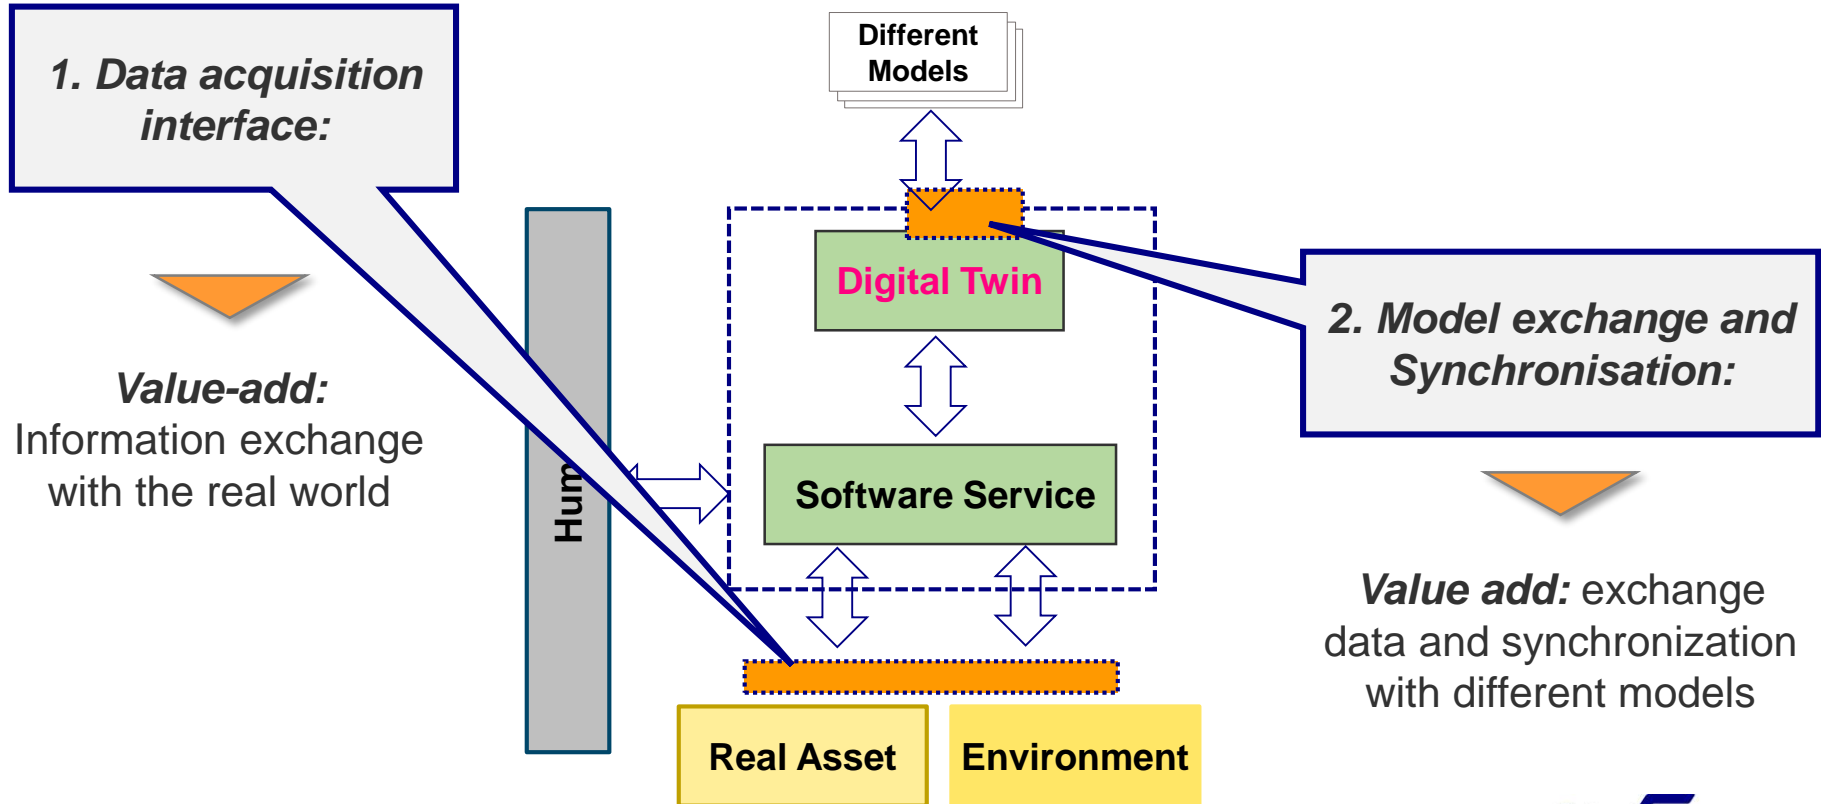 1. Data acquisition
interface:
Value-add:
Information exchange
with the real world
Different
Models
Digital Twin
Software Service
Real Asset
Environment
2. Model exchange and
Synchronisation:
Value add: exchange
data and synchronization
with different models